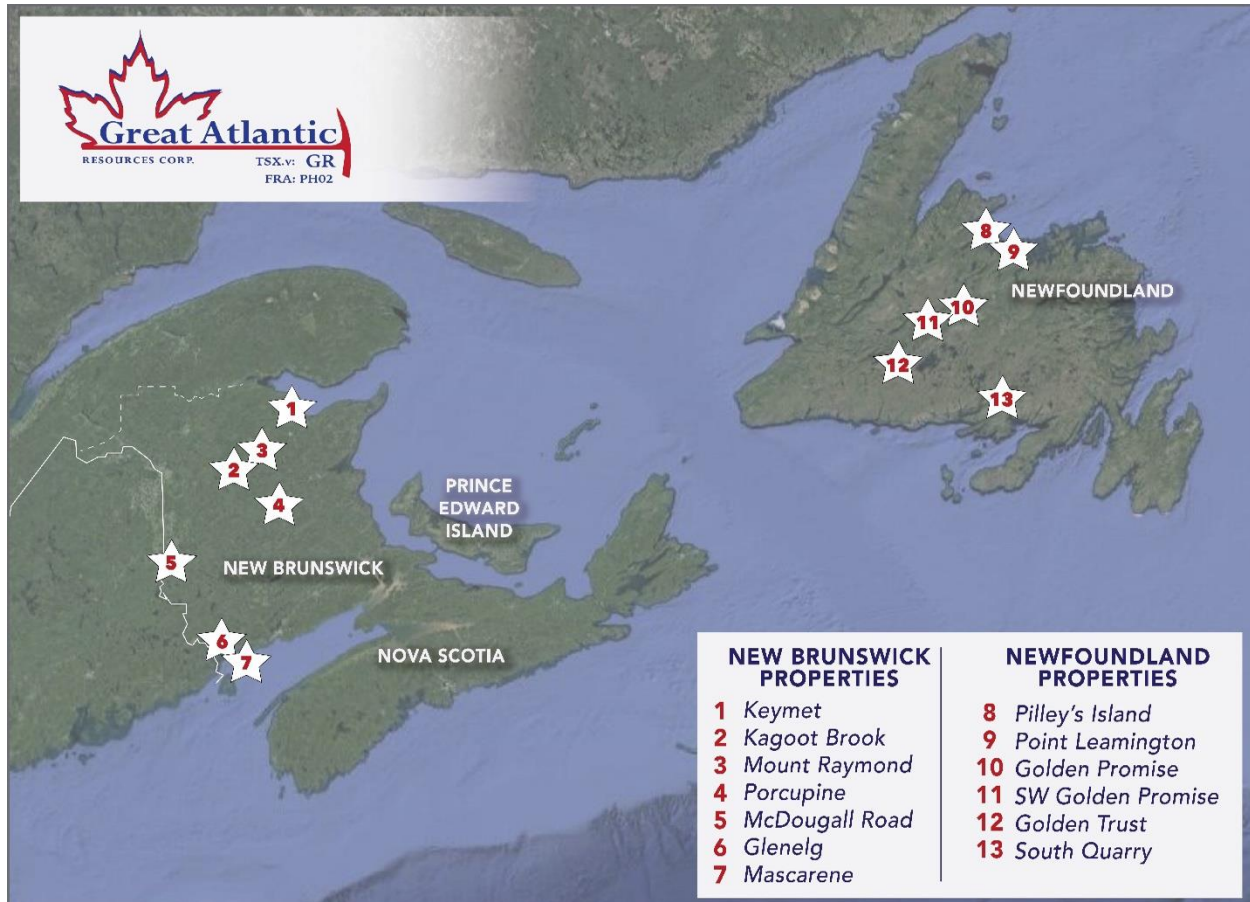 Great Atlantic
RESOURCES CORP.
TSX.v: GR
FRA: PH02
8
9
NEWFOUNDLAND
10
11
12
13
1
3
2
4
PRINCE
EDWARD
ISLAND
5
NEW BRUNSWICK
6
7
NOVA SCOTIA
NEW BRUNSWICK
PROPERTIES
1 Keymet
2 Kagoot Brook
3 Mount Raymond
4 Porcupine
5 McDougall Road
6 Glenelg
7 Mascarene
NEWFOUNDLAND
PROPERTIES
8 Pilley's Island
9 Point Leamington
10 Golden Promise
11 SW Golden Promise
12 Golden Trust
13 South Quarry